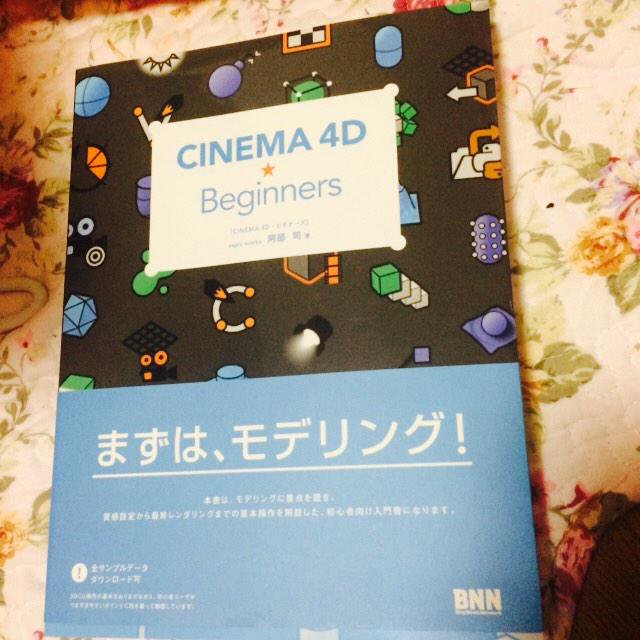 CINEMA 4D
Beginners
[CINEMA 4D・ビギナーズ]
阿部 司 著
まずは、モデリング!
本書は、モデリングに重点を置き、
質感設定から最終レンダリングまでの基本操作を解説した、初心者向け入門書になります。
!
全サンプルデータ
ダウンロード可
BNN